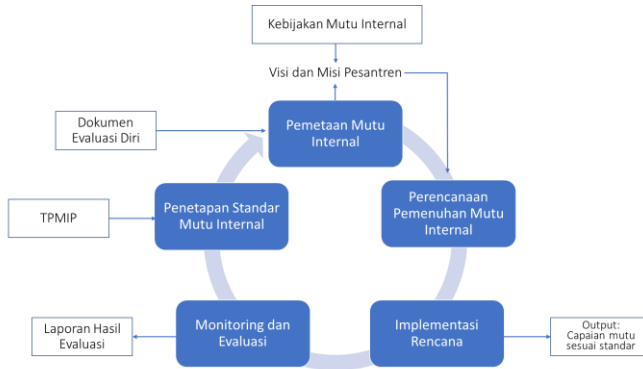 Kebijakan Mutu Internal
Visi dan Misi Pesantren
Dokumen
Evaluasi Diri
Pemetaan Mutu
Internal
TPMIP
Penetapan Standar
Mutu Internal
Perencanaan
Pemenuhan Mutu
Internal
Laporan Hasil
Evaluasi
Monitoring dan
Evaluasi
Implementasi
Rencana
Output:
Capaian mutu
sesuai standar